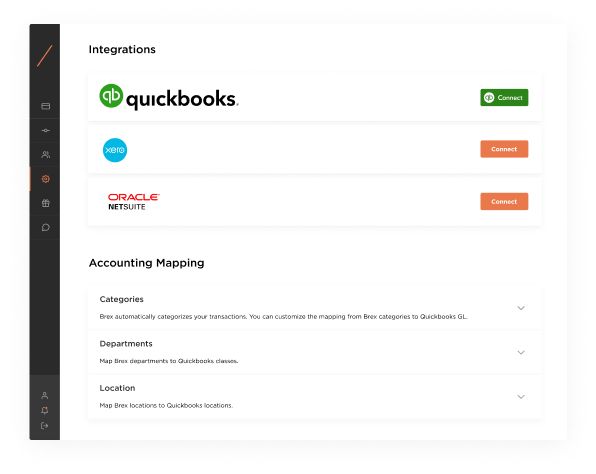 Integrations
qb quickbooks.
qb Connect
xero
Connect
ORACLE
NETSUITE
Connect
Accounting Mapping
Categories
Brex automatically categorizes your transactions. You can customize the mapping from Brex categories to Quickbooks GL.
Departments
Map Brex departments to Quickbooks classes.
Location
Map Brex locations to Quickbooks locations.